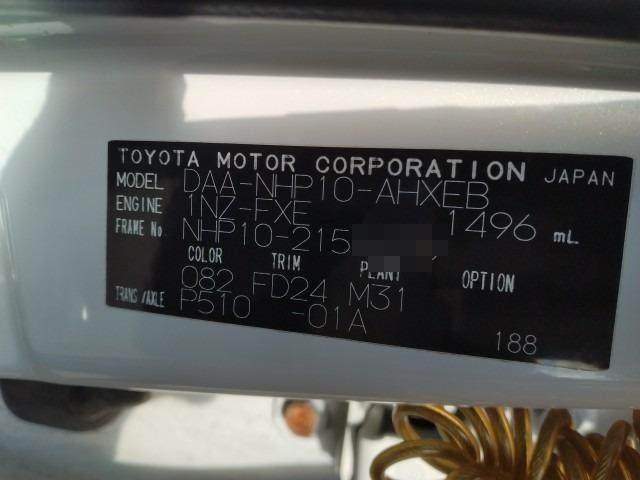 TOYOTA MOTOR CORPORATION JAPAN
MODEL DAA-NHP10-AHXEB
ENGINE 1NZ-FXE 1496 mL
FRAME No. NHP10-215
COLOR TRIM PLANT OPTION
082 FD24 M31
TRANS/AXLE P510 -01A
188